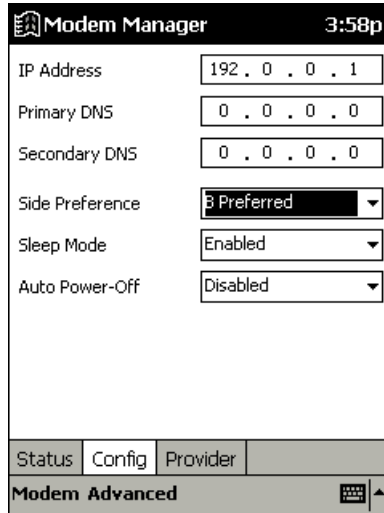 Modem Manager 3:58p
IP Address 192 . 0 . 0 . 1
Primary DNS 0 . 0 . 0 . 0
Secondary DNS 0 . 0 . 0 . 0
Side Preference B Preferred
Sleep Mode Enabled
Auto Power-Off Disabled
Status Config Provider
Modem Advanced